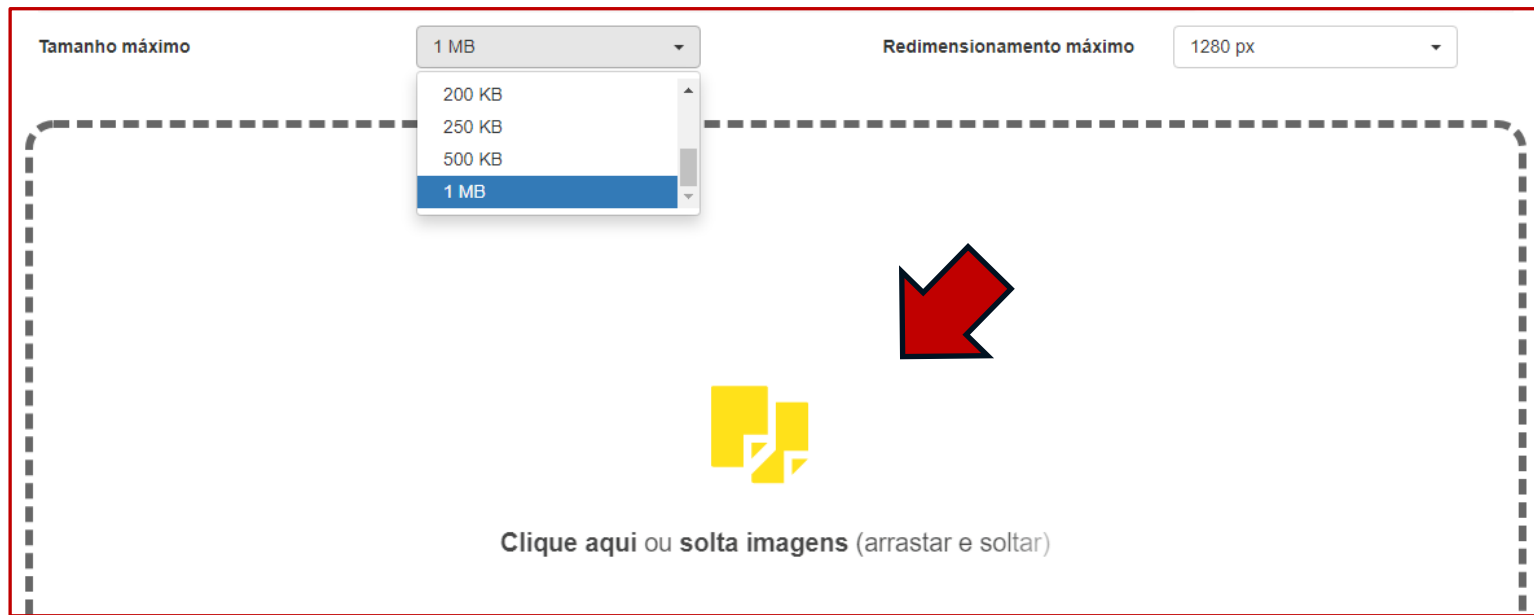 Tamanho máximo
1 MB
Redimensionamento máximo
1280 px
200 KB
250 KB
500 KB
1 MB
Clique aqui ou solta imagens (arrastar e soltar)